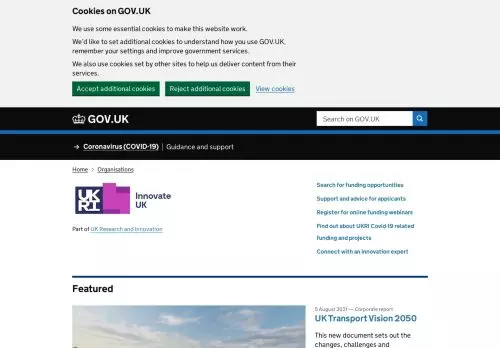 Cookies on GOV.UK
We use some essential cookies to make this website work.
We'd like to set additional cookies to understand how you use GOV.UK,
remember your settings and improve government services.
We also use cookies set by other sites to help us deliver content from their
services.
Accept additional cookies
Reject additional cookies
View cookies
GOV.UK
Search on GOV.UK
→ Coronavirus (COVID-19) | Guidance and support
Home > Organisations
UK
RI
Innovate
UK
Part of UK Research and Innovation
Search for funding opportunities
Support and advice for applicants
Register for online funding webinars
Find out about UKRI Covid-19 related
funding and projects
Connect with an innovation expert
Featured
5 August 2021 — Corporate report
UK Transport Vision 2050
This new document sets out the
changes, challenges and